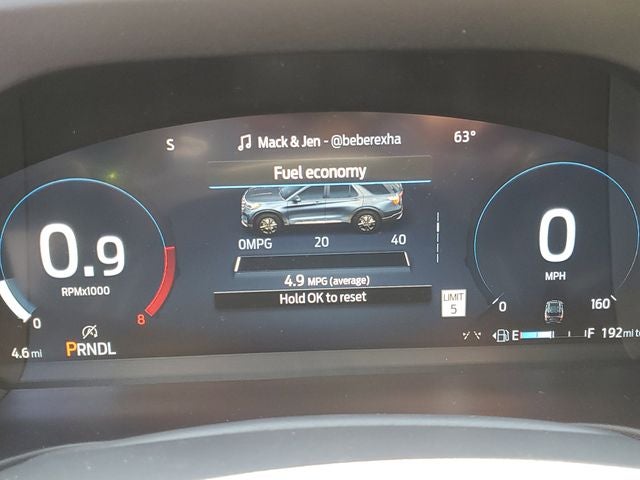 S
Mack & Jen - @beberexha
63°
Fuel economy
0MPG 20 40
4.9 MPG (average)
Hold OK to reset
0.9
RPMx1000
0
8
4.6 mi
PRNDL
0
MPH
0
160
LIMIT
5
E
F
192 mi to